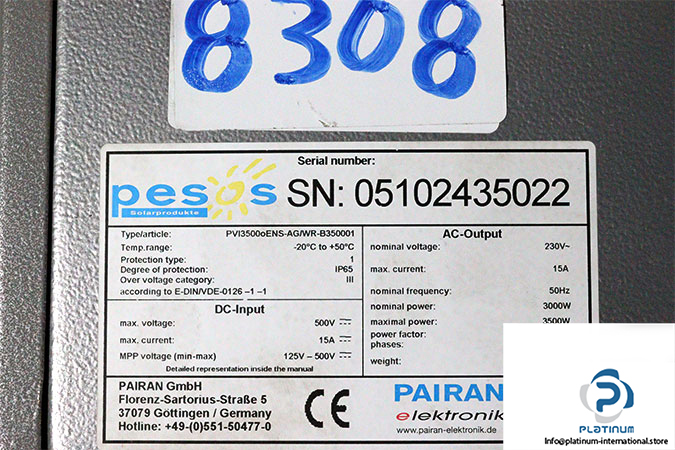 8308
Serial number:
pesos
Solarprodukte
SN: 05102435022
Type/article: PVI3500oENS-AG/WR-B350001
Temp.range: -20°C to +50°C
Protection type: 1
Degree of protection: IP65
Over voltage category: III
according to E-DIN/VDE-0126 –1 –1
DC-Input
max. voltage: 500V
max. current: 15A
MPP voltage (min-max) 125V – 500V
Detailed representation inside the manual
AC-Output
nominal voltage: 230V~
max. current: 15A
nominal frequency: 50Hz
nominal power: 3000W
maximal power: 3500W
power factor:
phases:
weight:
PAIRAN GmbH
Florenz-Sartorius-Straße 5
37079 Göttingen / Germany
Hotline: +49-(0)551-50477-0
CE
PAIRAN
elektronik
www.pairan-elektronik.de
PLATINUM
Info@platinum-international.store